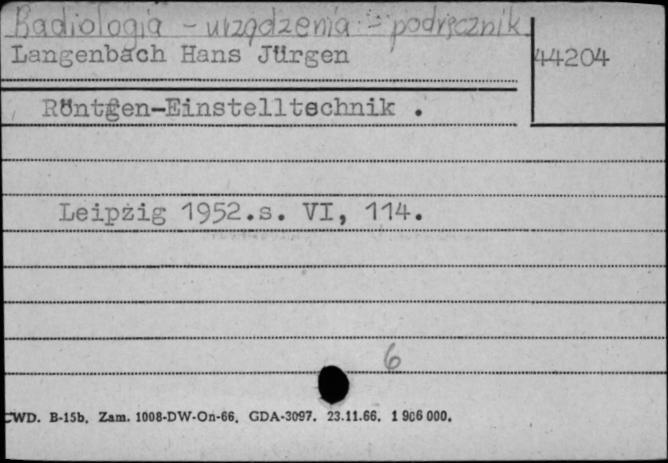 Radiologia - urządzenia - podręcznik
Langenbach Hans Jürgen
44204
Röntgen-Einstelltechnik .
Leipzig 1952.s. VI, 114.
6
CWD. B-15b. Zam. 1008-DW-On-66. GDA-3097. 23.11.66. 1 906 000.